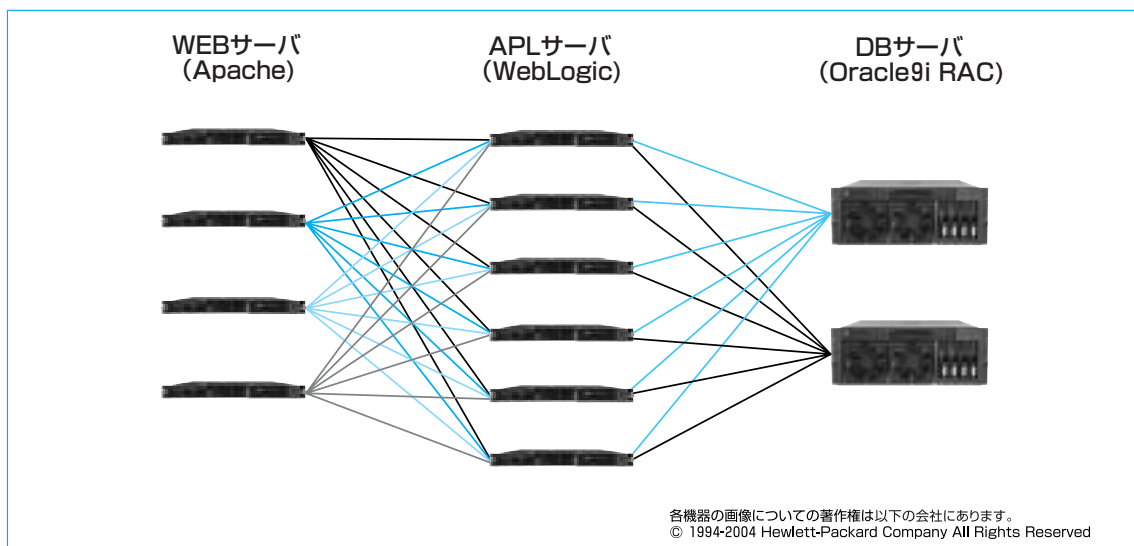 WEBサーバ
(Apache)
APLサーバ
(WebLogic)
DBサーバ
(Oracle9i RAC)
各機器の画像についての著作権は以下の会社にあります。
© 1994-2004 Hewlett-Packard Company All Rights Reserved